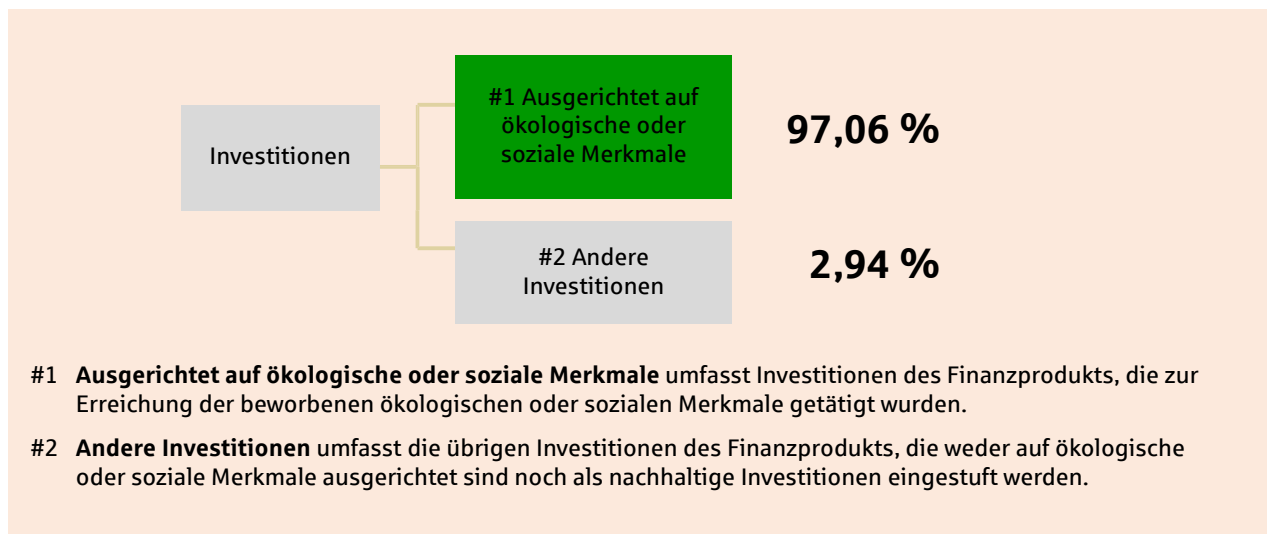 #1 Ausgerichtet auf
ökologische oder
soziale Merkmale
97,06 %
Investitionen
#2 Andere
Investitionen
2,94 %
#1 Ausgerichtet auf ökologische oder soziale Merkmale umfasst Investitionen des Finanzprodukts, die zur
Erreichung der beworbenen ökologischen oder sozialen Merkmale getätigt wurden.
#2 Andere Investitionen umfasst die übrigen Investitionen des Finanzprodukts, die weder auf ökologische
oder soziale Merkmale ausgerichtet sind noch als nachhaltige Investitionen eingestuft werden.